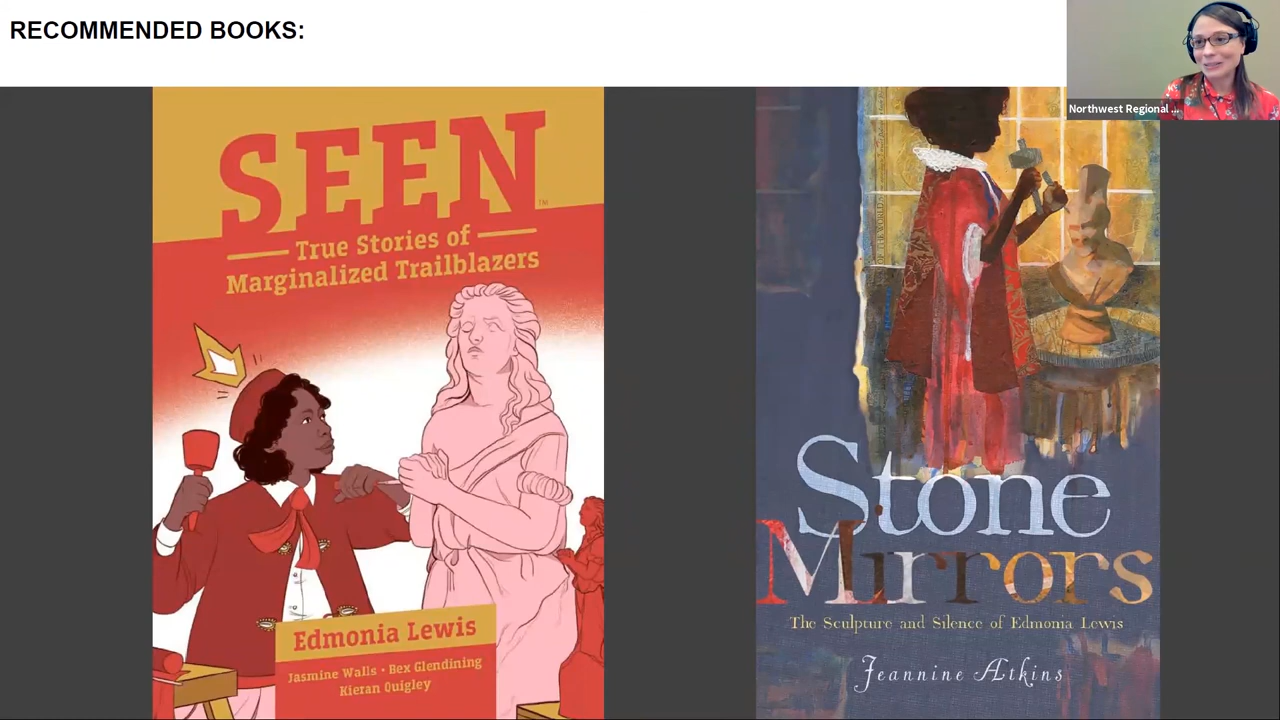 RECOMMENDED BOOKS:
Northwest Regional ...
SEEN™
True Stories of
Marginalized Trailblazers
Edmonia Lewis
Jasmine Walls • Bex Glendining
Kieran Quigley
Stone
Mirrors
The Sculpture and Silence of Edmonia Lewis
Jeannine Atkins